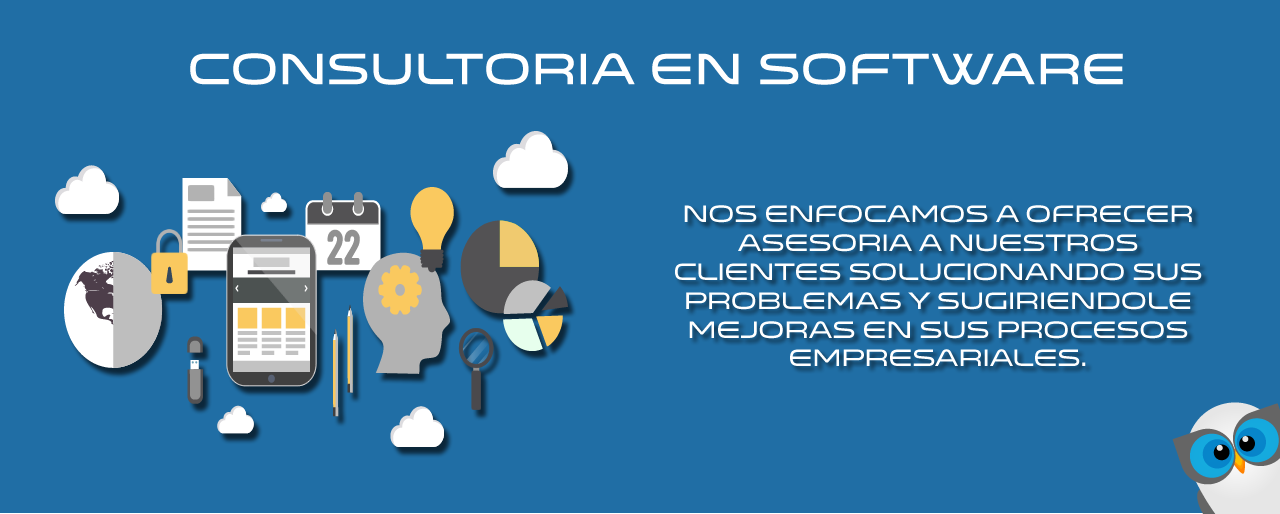 CONSULTORIA EN SOFTWARE
22
NOS ENFOCAMOS A OFRECER
ASESORIA A NUESTROS
CLIENTES SOLUCIONANDO SUS
PROBLEMAS Y SUGIRIENDOLE
MEJORAS EN SUS PROCESOS
EMPRESARIALES.